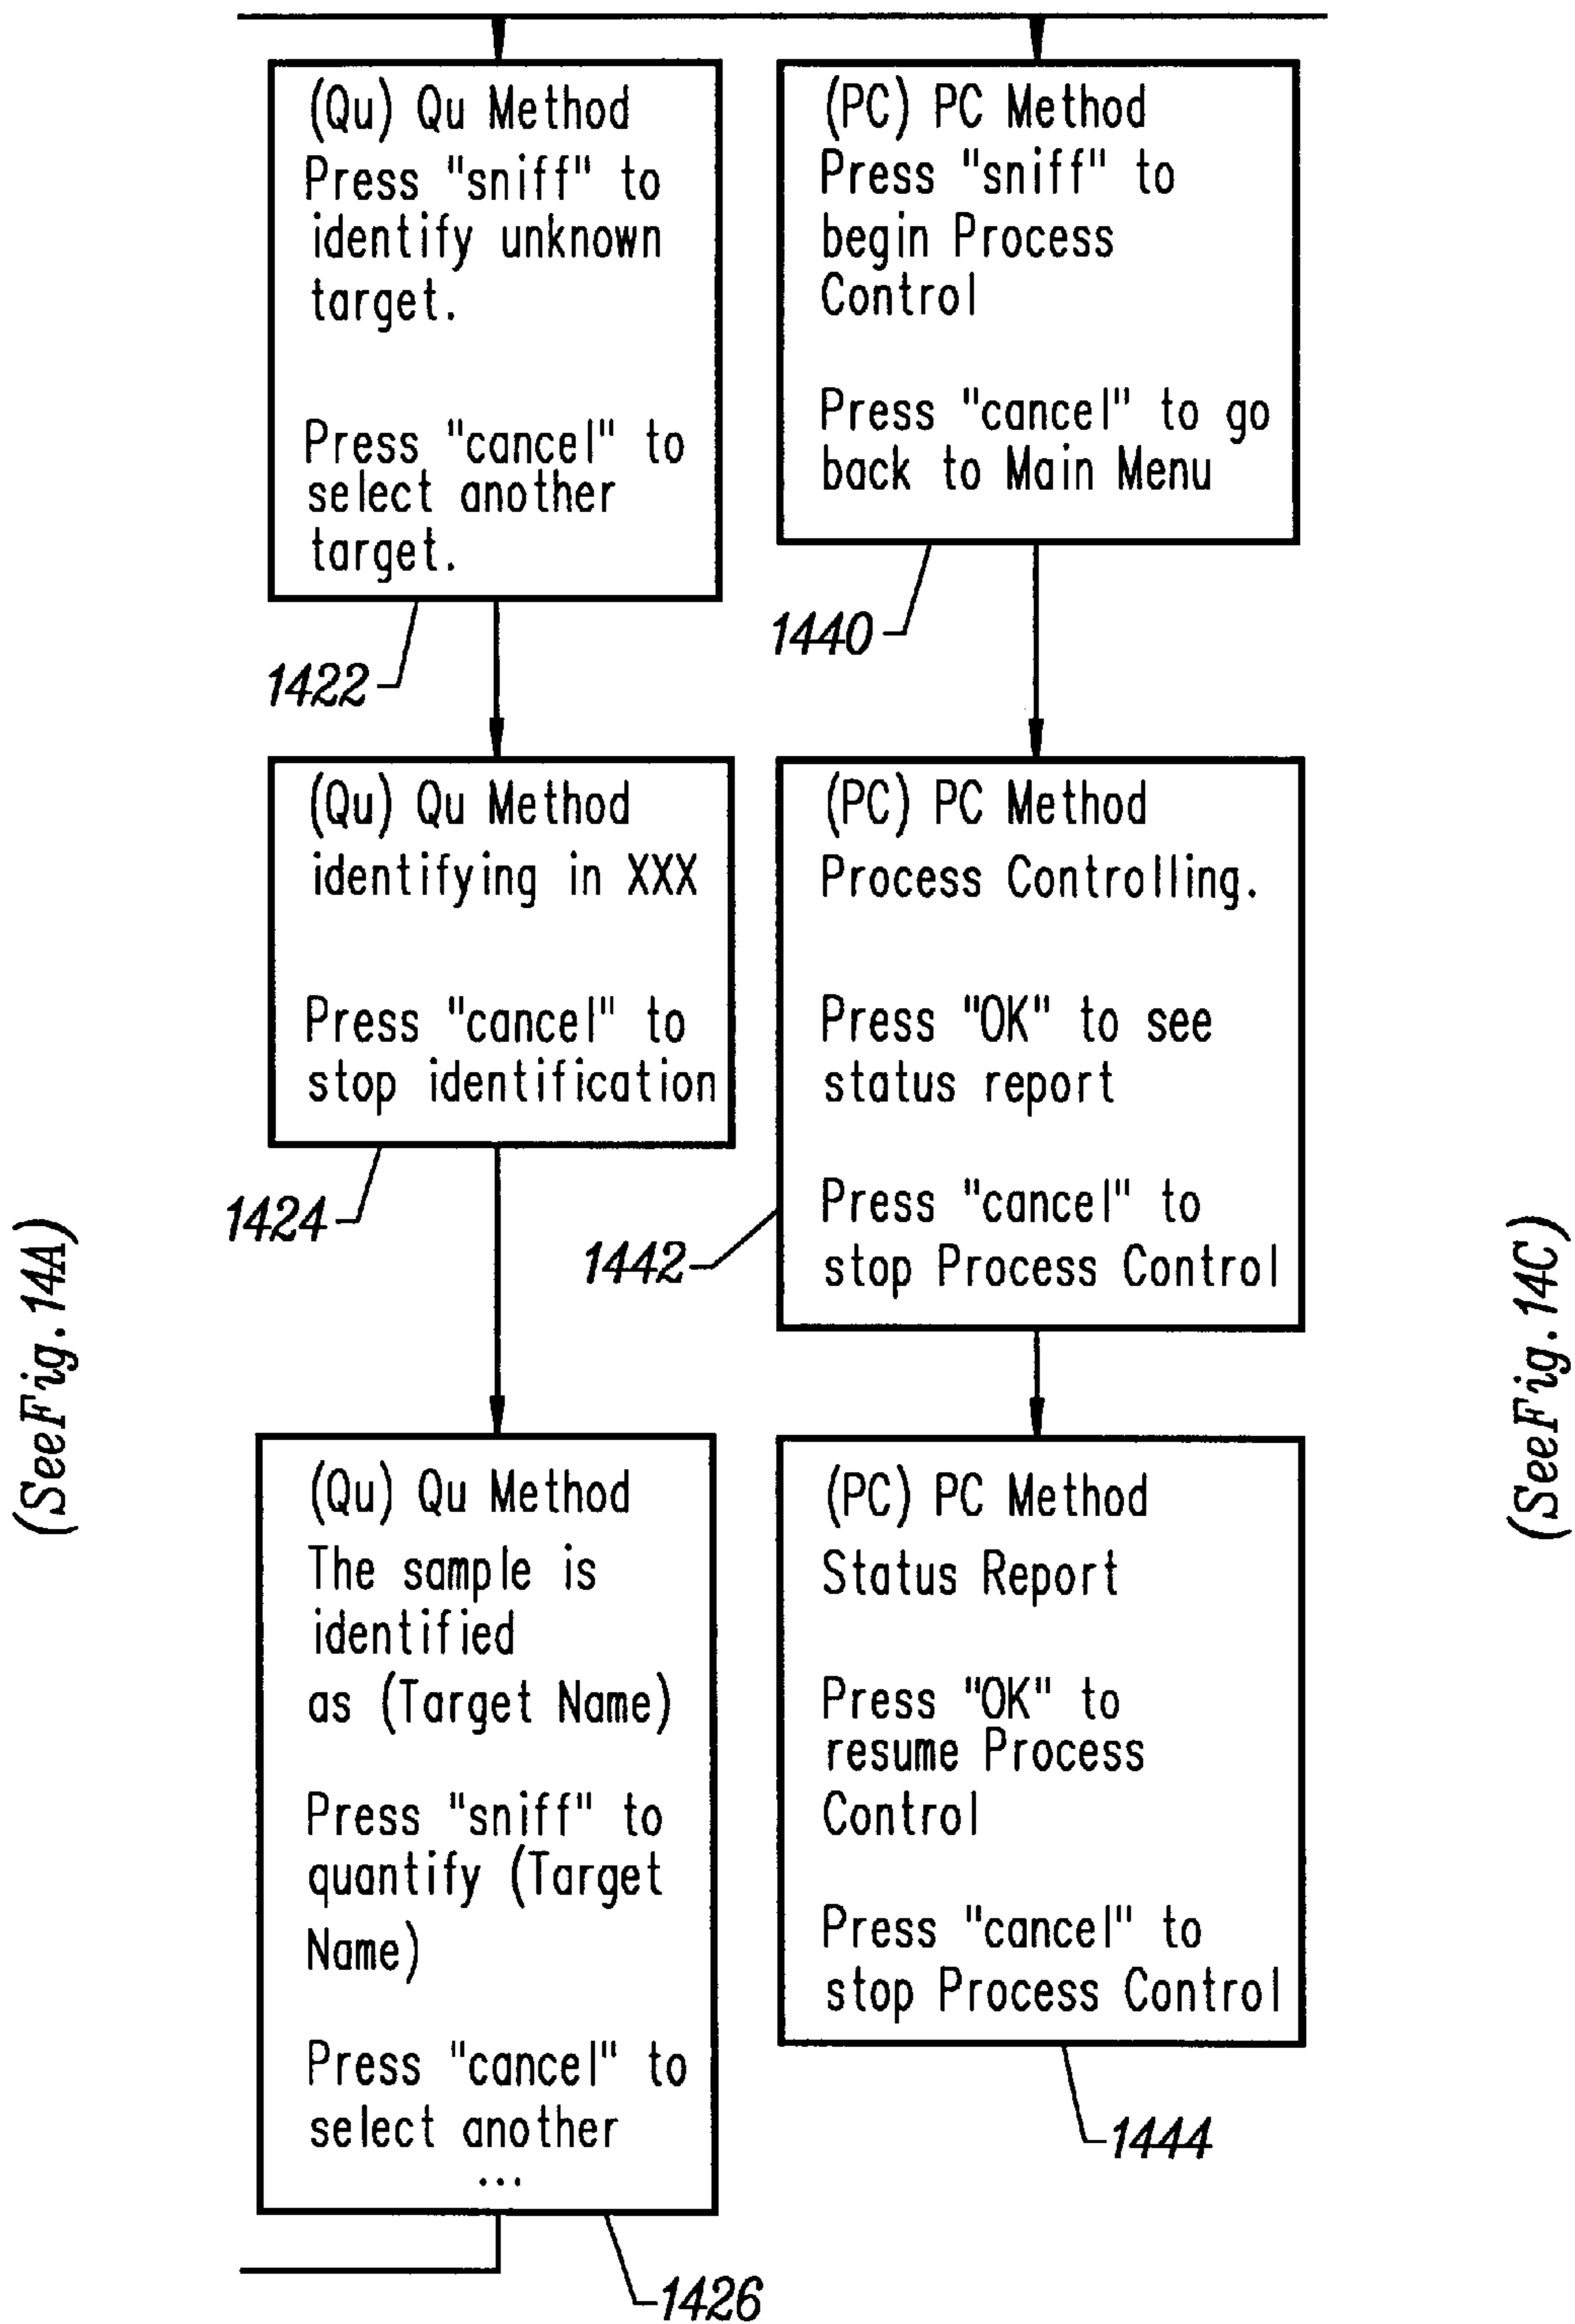 (Qu) Qu Method
Press "sniff" to
identify unknown
target.
Press "cancel" to
select another
target.
1422
(Qu) Qu Method
identifying in XXX
Press "cancel" to
stop identification
1424
(Qu) Qu Method
The sample is
identified
as (Target Name)
Press "sniff" to
quantify (Target
Name)
Press "cancel" to
select another
...
1426
(PC) PC Method
Press "sniff" to
begin Process
Control
Press "cancel" to go
back to Main Menu
1440
(PC) PC Method
Process Controlling.
Press "OK" to see
status report
Press "cancel" to
stop Process Control
1442
(PC) PC Method
Status Report
Press "OK" to
resume Process
Control
Press "cancel" to
stop Process Control
1444
(See Fig. 14A)
(See Fig. 14C)